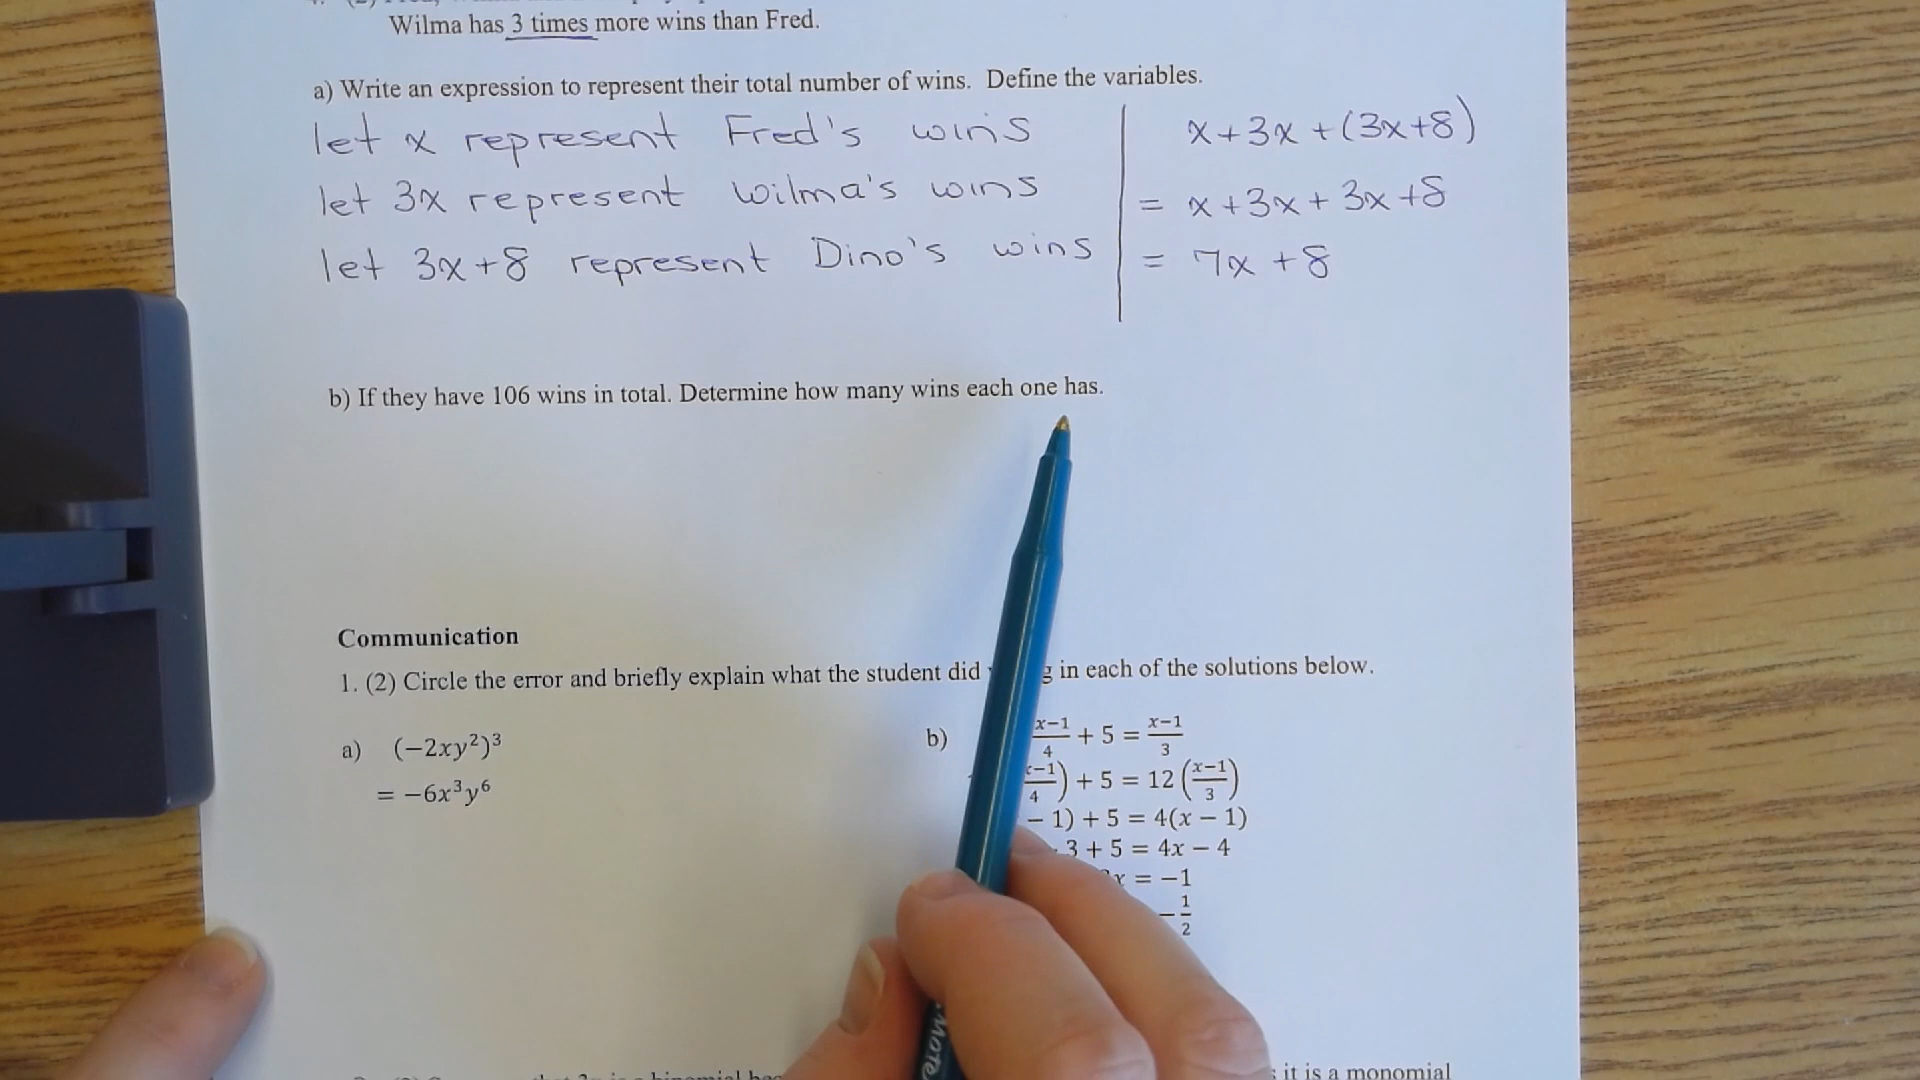 Wilma has 3 times more wins than Fred.
a) Write an expression to represent their total number of wins. Define the variables.
let x represent Fred's wins
let 3x represent Wilma's wins
let 3x+8 represent Dino's wins
x+3x+(3x+8)
= x+3x+3x+8
= 7x+8
b) If they have 106 wins in total. Determine how many wins each one has.
Communication
1. (2) Circle the error and briefly explain what the student did in each of the solutions below.
a) (−2xy²)³
= −6x³y⁶
b) x−1/4 + 5 = x−1/3
−1/4) + 5 = 12(x−1/3)
− 1) + 5 = 4(x − 1)
3 + 5 = 4x − 4
x = −1
−1/2
it is a monomial